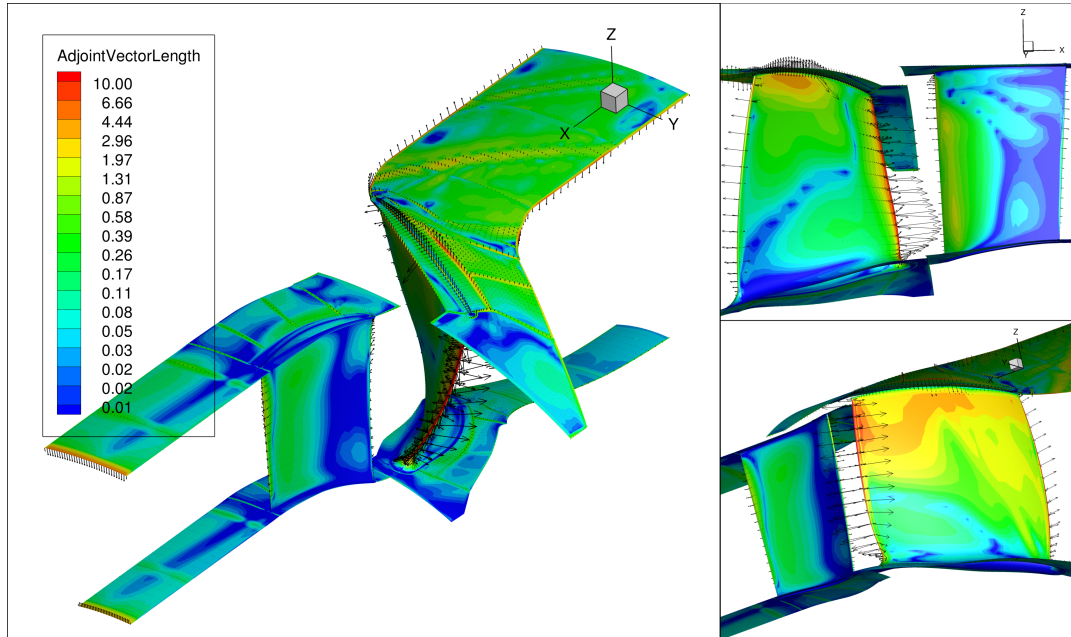 AdjointVectorLength
10.00
6.66
4.44
2.96
1.97
1.31
0.87
0.58
0.39
0.26
0.17
0.11
0.08
0.05
0.03
0.02
0.02
0.01
Z
X
Y
Z
Y
X
Z
Y
X